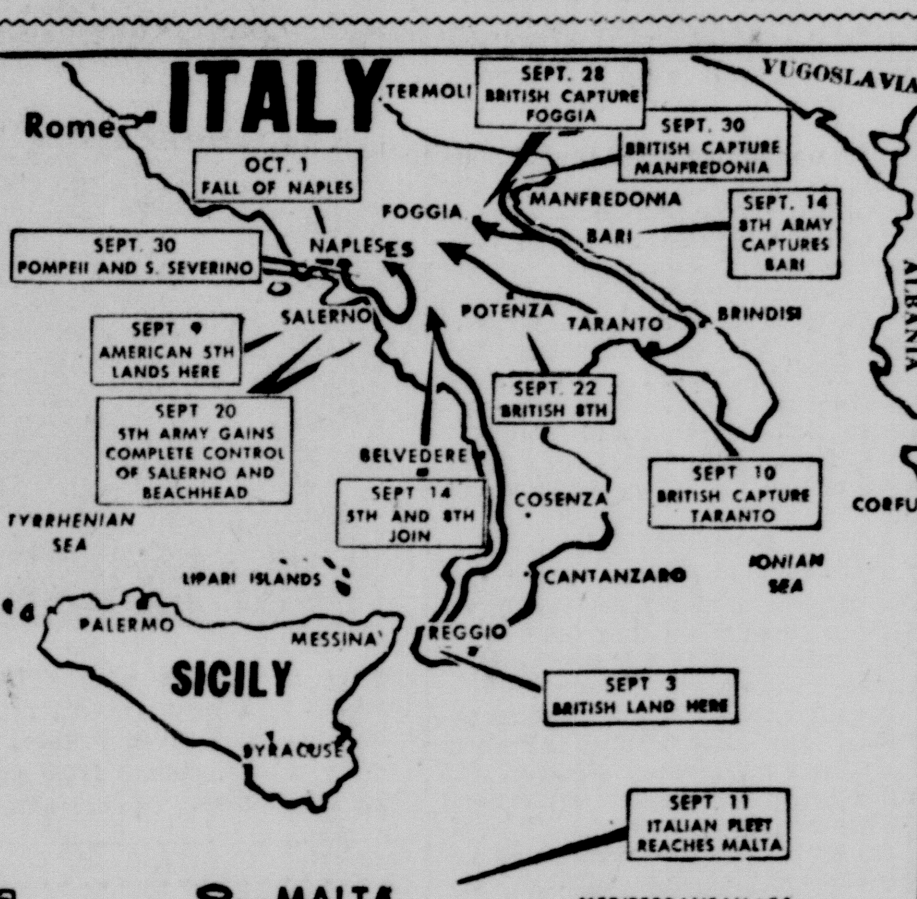 ITALY
YUGOSLAVIA
TERMOLI
SEPT. 28
BRITISH CAPTURE
FOGGIA
Rome
SEPT. 30
BRITISH CAPTURE
MANFREDONIA
OCT. 1
FALL OF NAPLES
MANFREDONIA
SEPT. 14
8TH ARMY
CAPTURES
BARI
FOGGIA
BARI
SEPT. 30
POMPEII AND S. SEVERINO
NAPLES
ES
ALBANIA
SALERNO
POTENZA
TARANTO
BRINDISI
SEPT 9
AMERICAN 5TH
LANDS HERE
SEPT. 22
BRITISH 8TH
SEPT 20
5TH ARMY GAINS
COMPLETE CONTROL
OF SALERNO AND
BEACHHEAD
BELVEDERE
SEPT 14
5TH AND 8TH
JOIN
SEPT 10
BRITISH CAPTURE
TARANTO
COSENZA
CORFU
TYRRHENIAN
SEA
IONIAN
SEA
LIPARI ISLANDS
CANTANZARO
PALERMO
MESSINA
REGGIO
SICILY
SEPT 3
BRITISH LAND HERE
SYRACUSE
SEPT. 11
ITALIAN FLEET
REACHES MALTA
MALTA